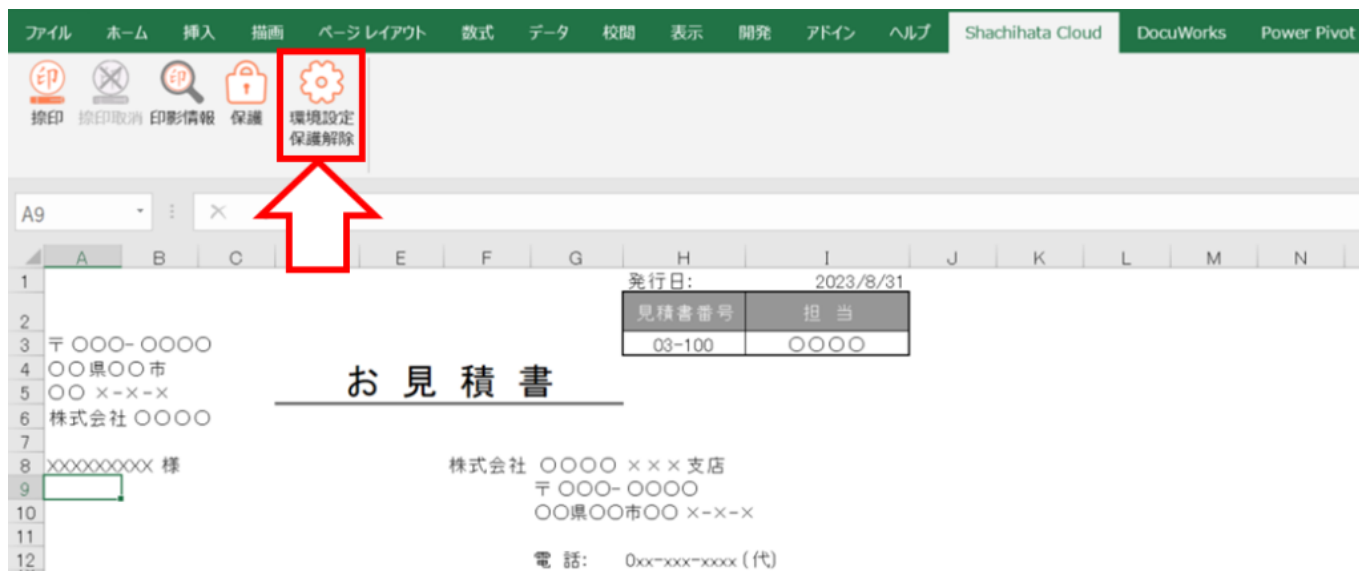 ファイル ホーム 挿入 描画 ページ レイアウト 数式 データ 校閲 表示 開発 アドイン ヘルプ Shachihata Cloud DocuWorks Power Pivot
印 印
捺印 捺印取消 印影情報 保護 環境設定
保護解除
A9
A B C E F G H I J K L M N
1 発行日: 2023/8/31
2 見積書番号 担 当
3 〒○○○-○○○○ 03-100 ○○○○
4 ○○県○○市
お 見 積 書
5 ○○ ×-×-×
6 株式会社 ○○○○
7
8 XXXXXXXXX 様 株式会社 ○○○○ ×××支店
9 〒○○○-○○○○
10 ○○県○○市○○ ×-×-×
11
12 電 話: 0xx-xxx-xxxx (代)